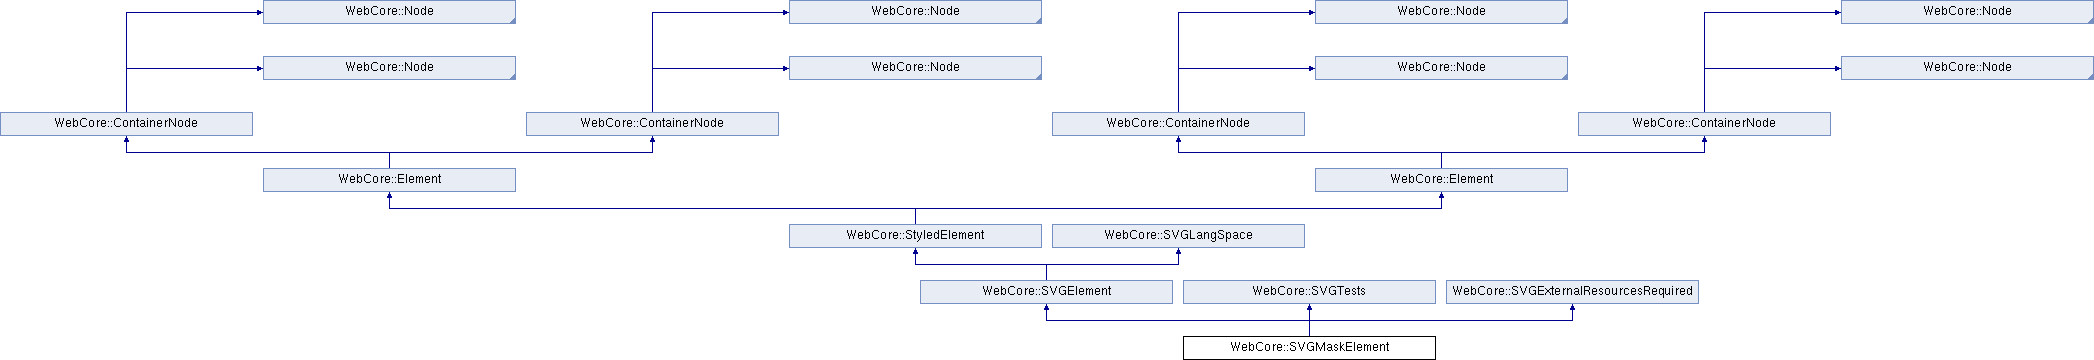 WebCore::Node
WebCore::Node
WebCore::Node
WebCore::Node
WebCore::Node
WebCore::Node
WebCore::Node
WebCore::Node
WebCore::ContainerNode
WebCore::ContainerNode
WebCore::ContainerNode
WebCore::ContainerNode
WebCore::Element
WebCore::Element
WebCore::StyledElement
WebCore::SVGLangSpace
WebCore::SVGElement
WebCore::SVGTests
WebCore::SVGExternalResourcesRequired
WebCore::SVGMaskElement